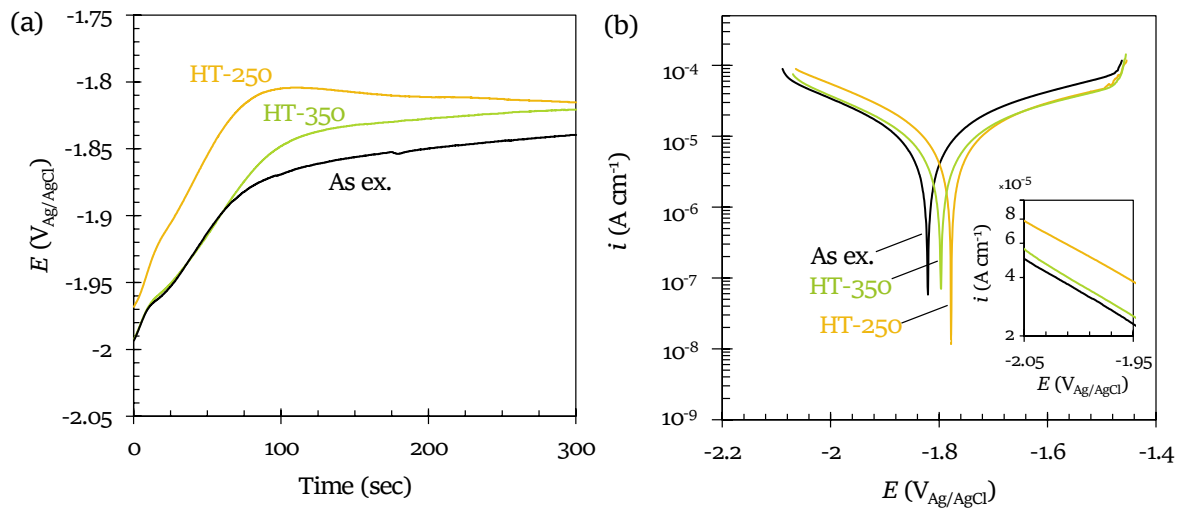 (a)
-1.75
-1.8
-1.85
-1.9
-1.95
-2
-2.05
E (V_Ag/AgCl)
HT-250
HT-350
As ex.
0
100
200
300
Time (sec)
(b)
10⁻⁴
10⁻⁵
10⁻⁶
10⁻⁷
10⁻⁸
10⁻⁹
i (A cm⁻¹)
As ex.
HT-350
HT-250
×10⁻⁵
8
6
4
2
i (A cm⁻¹)
-2.05
-1.95
E (V_Ag/AgCl)
-2.2
-2
-1.8
-1.6
-1.4
E (V_Ag/AgCl)